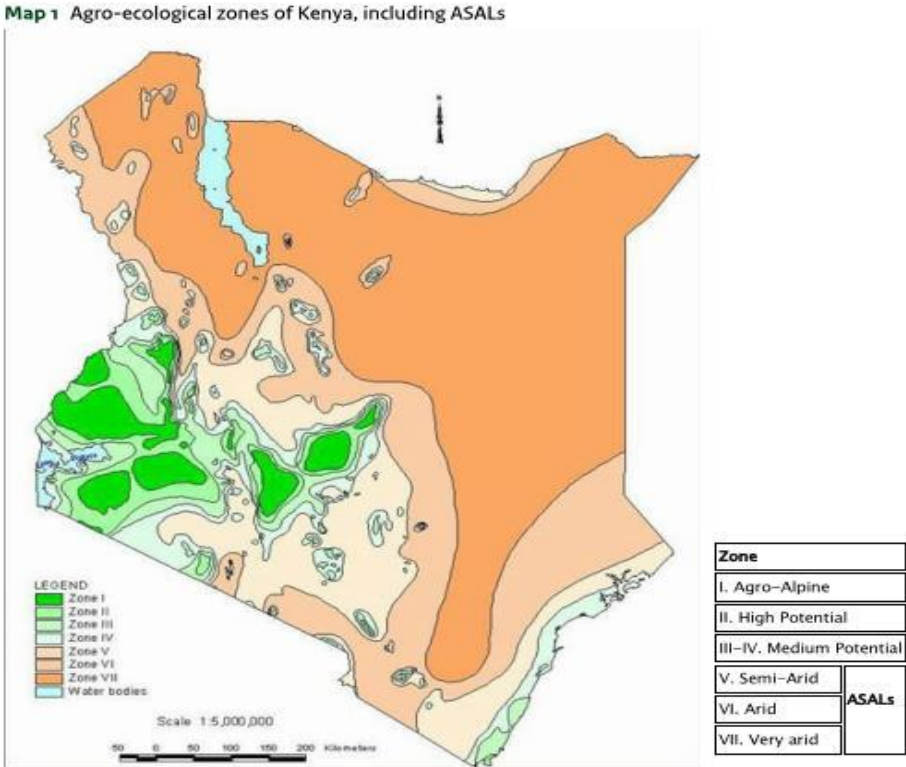 Map 1 Agro-ecological zones of Kenya, including ASALs
LEGEND
Zone I
Zone II
Zone III
Zone IV
Zone V
Zone VI
Zone VII
Water bodies
Scale 1:5,000,000
50 0 50 100 150 200 Kilometers
Zone
I. Agro-Alpine
II. High Potential
III-IV. Medium Potential
V. Semi-Arid
ASALs
VI. Arid
VII. Very arid